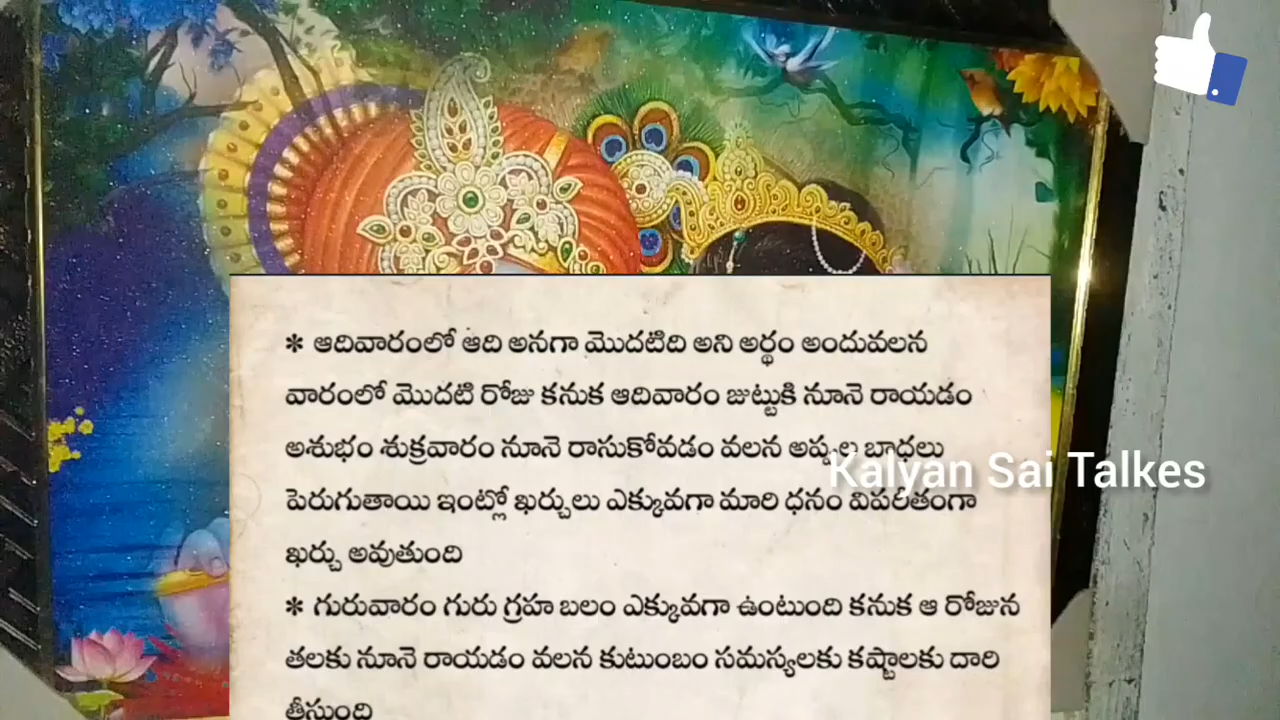 * ఆదివారంలో ఆది అనగా మొదటిది అని అర్థం అందువలన
వారంలో మొదటి రోజు కనుక ఆదివారం జుట్టుకి నూనె రాయడం
అశుభం శుక్రవారం నూనె రాసుకోవడం వలన అప్పుల బాధలు
Kalyan Sai Talkes
పెరుగుతాయి ఇంట్లో ఖర్చులు ఎక్కువగా మారి ధనం విపరీతంగా
ఖర్చు అవుతుంది
* గురువారం గురు గ్రహ బలం ఎక్కువగా ఉంటుంది కనుక ఆ రోజున
తలకు నూనె రాయడం వలన కుటుంబం సమస్యలకు కష్టాలకు దారి
తీస్తుంది